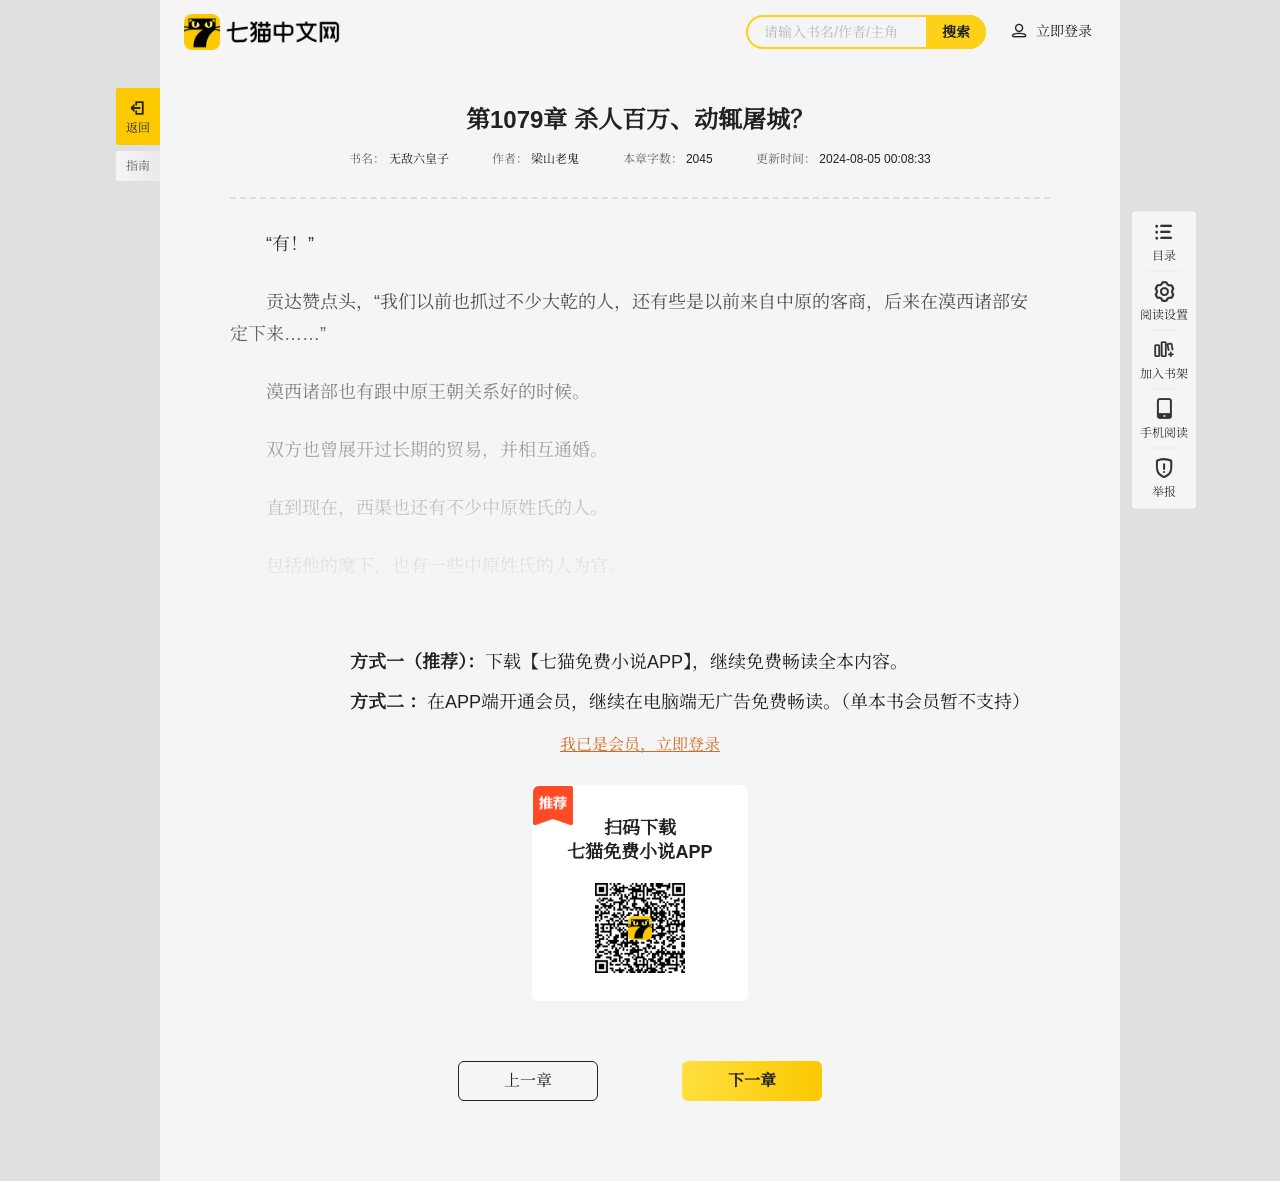 七猫中文网
请输入书名/作者/主角
搜索
立即登录
返回
指南
第1079章 杀人百万、动辄屠城？
书名： 无敌六皇子 作者： 梁山老鬼 本章字数： 2045 更新时间： 2024-08-05 00:08:33
“有！”
贡达赞点头，“我们以前也抓过不少大乾的人，还有些是以前来自中原的客商，后来在漠西诸部安
定下来……”
漠西诸部也有跟中原王朝关系好的时候。
双方也曾展开过长期的贸易，并相互通婚。
直到现在，西渠也还有不少中原姓氏的人。
包括他的麾下，也有一些中原姓氏的人为官。
目录
阅读设置
加入书架
手机阅读
举报
方式一（推荐）：下载【七猫免费小说APP】，继续免费畅读全本内容。
方式二 ：在APP端开通会员，继续在电脑端无广告免费畅读。（单本书会员暂不支持）
我已是会员，立即登录
推荐
扫码下载
七猫免费小说APP
上一章
下一章